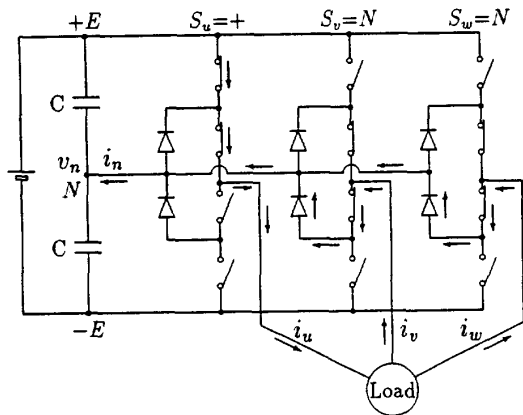 +E S_u=+ S_v=N S_w=N
C
v_n i_n
N
C
−E
i_u i_v i_w
Load